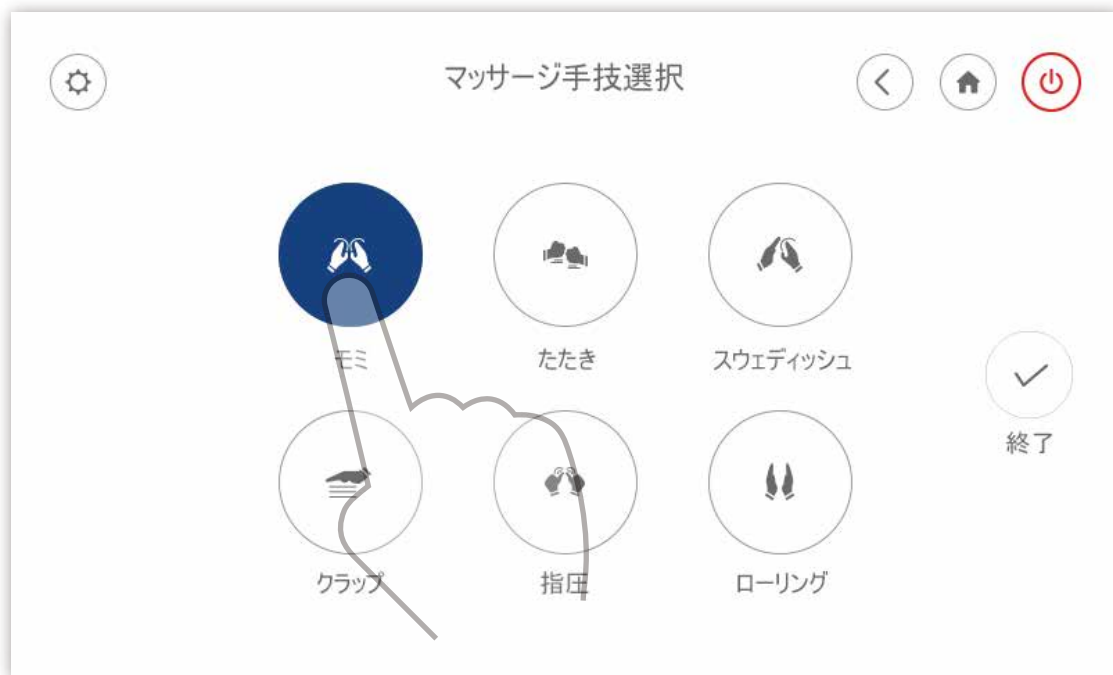 マッサージ手技選択
モミ
たたき
スウェディッシュ
終了
クラップ
指圧
ローリング